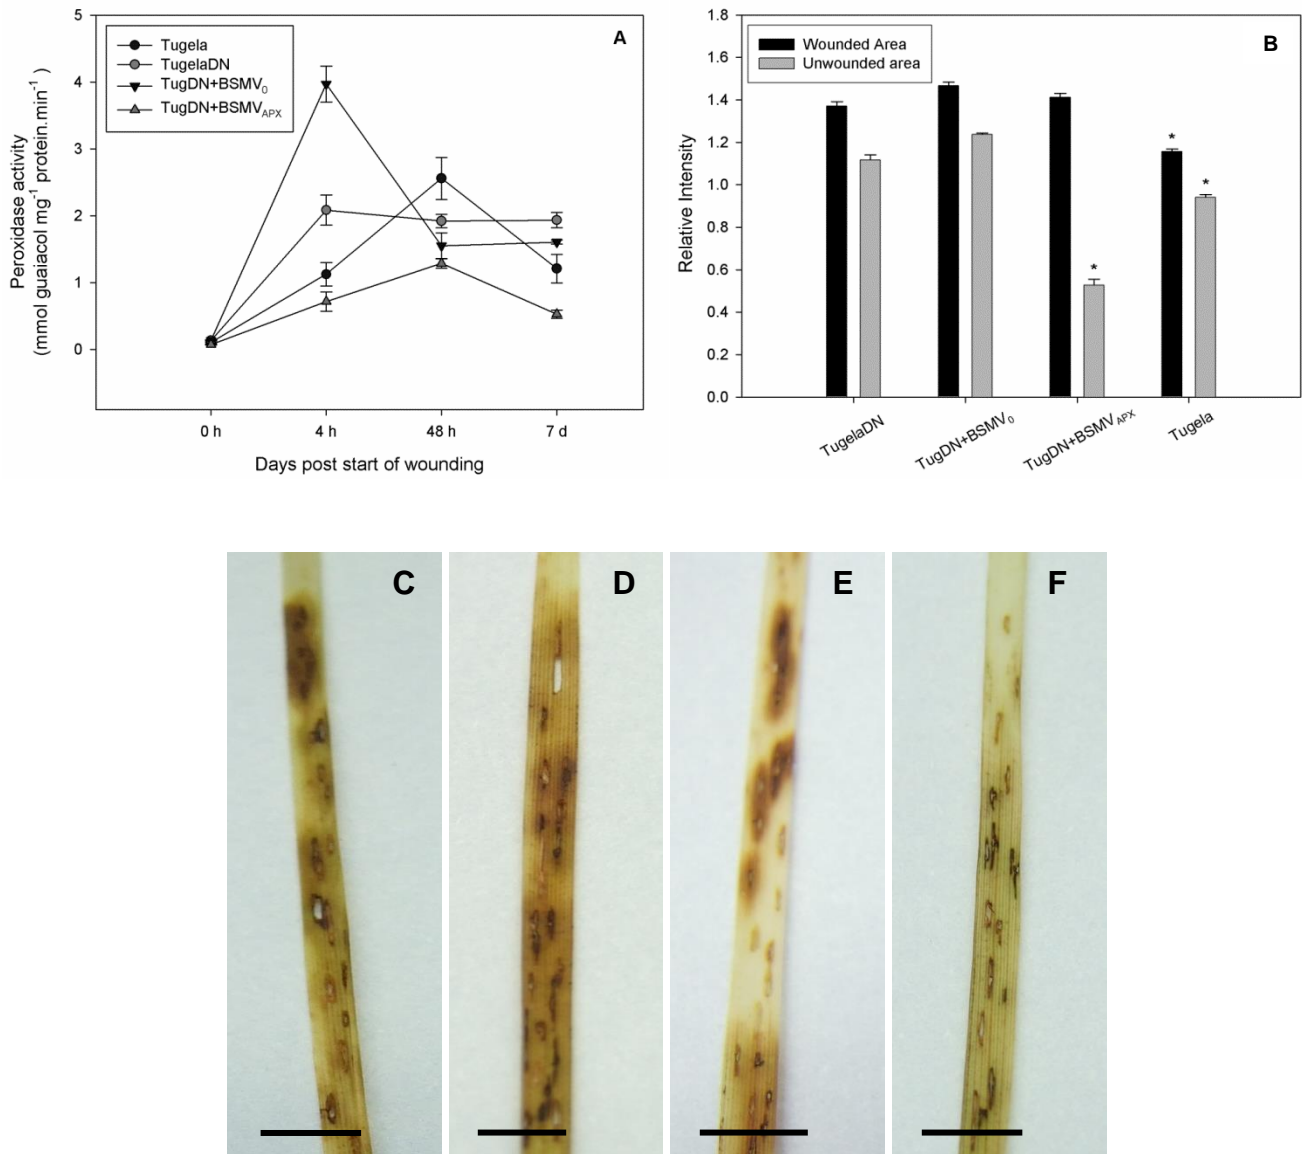 A
Tugela
TugelaDN
TugDN+BSMV0
TugDN+BSMVAPX
Peroxidase activity
(mmol guaiacol mg-1 protein.min-1 )
5
4
3
2
1
0
0 h
4 h
48 h
7 d
Days post start of wounding
B
Wounded Area
Unwounded area
Relative Intensity
1.8
1.6
1.4
1.2
1.0
0.8
0.6
0.4
0.2
0.0
*
*
*
TugelaDN
TugDN+BSMV0
TugDN+BSMVAPX
Tugela
C
D
E
F